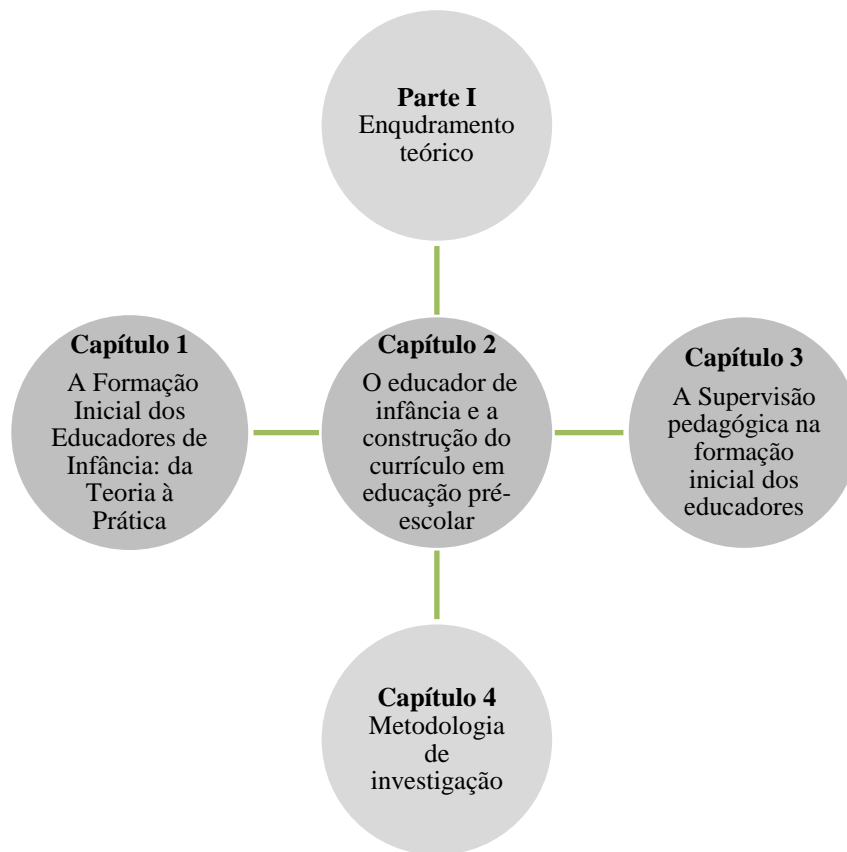 Parte I
Enqudramento
teórico
Capítulo 1
A Formação
Inicial dos
Educadores de
Infância: da
Teoria à
Prática
Capítulo 2
O educador de
infância e a
construção do
currículo em
educação pré-
escolar
Capítulo 3
A Supervisão
pedagógica na
formação
inicial dos
educadores
Capítulo 4
Metodologia
de
investigação